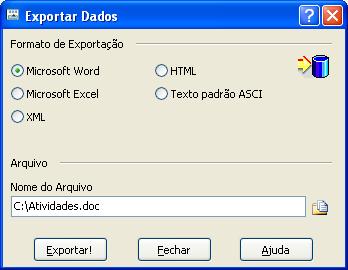 Exportar Dados
Formato de Exportação
Microsoft Word
HTML
Microsoft Excel
Texto padrão ASCI
XML
Arquivo
Nome do Arquivo
C:\Atividades.doc
Exportar!
Fechar
Ajuda